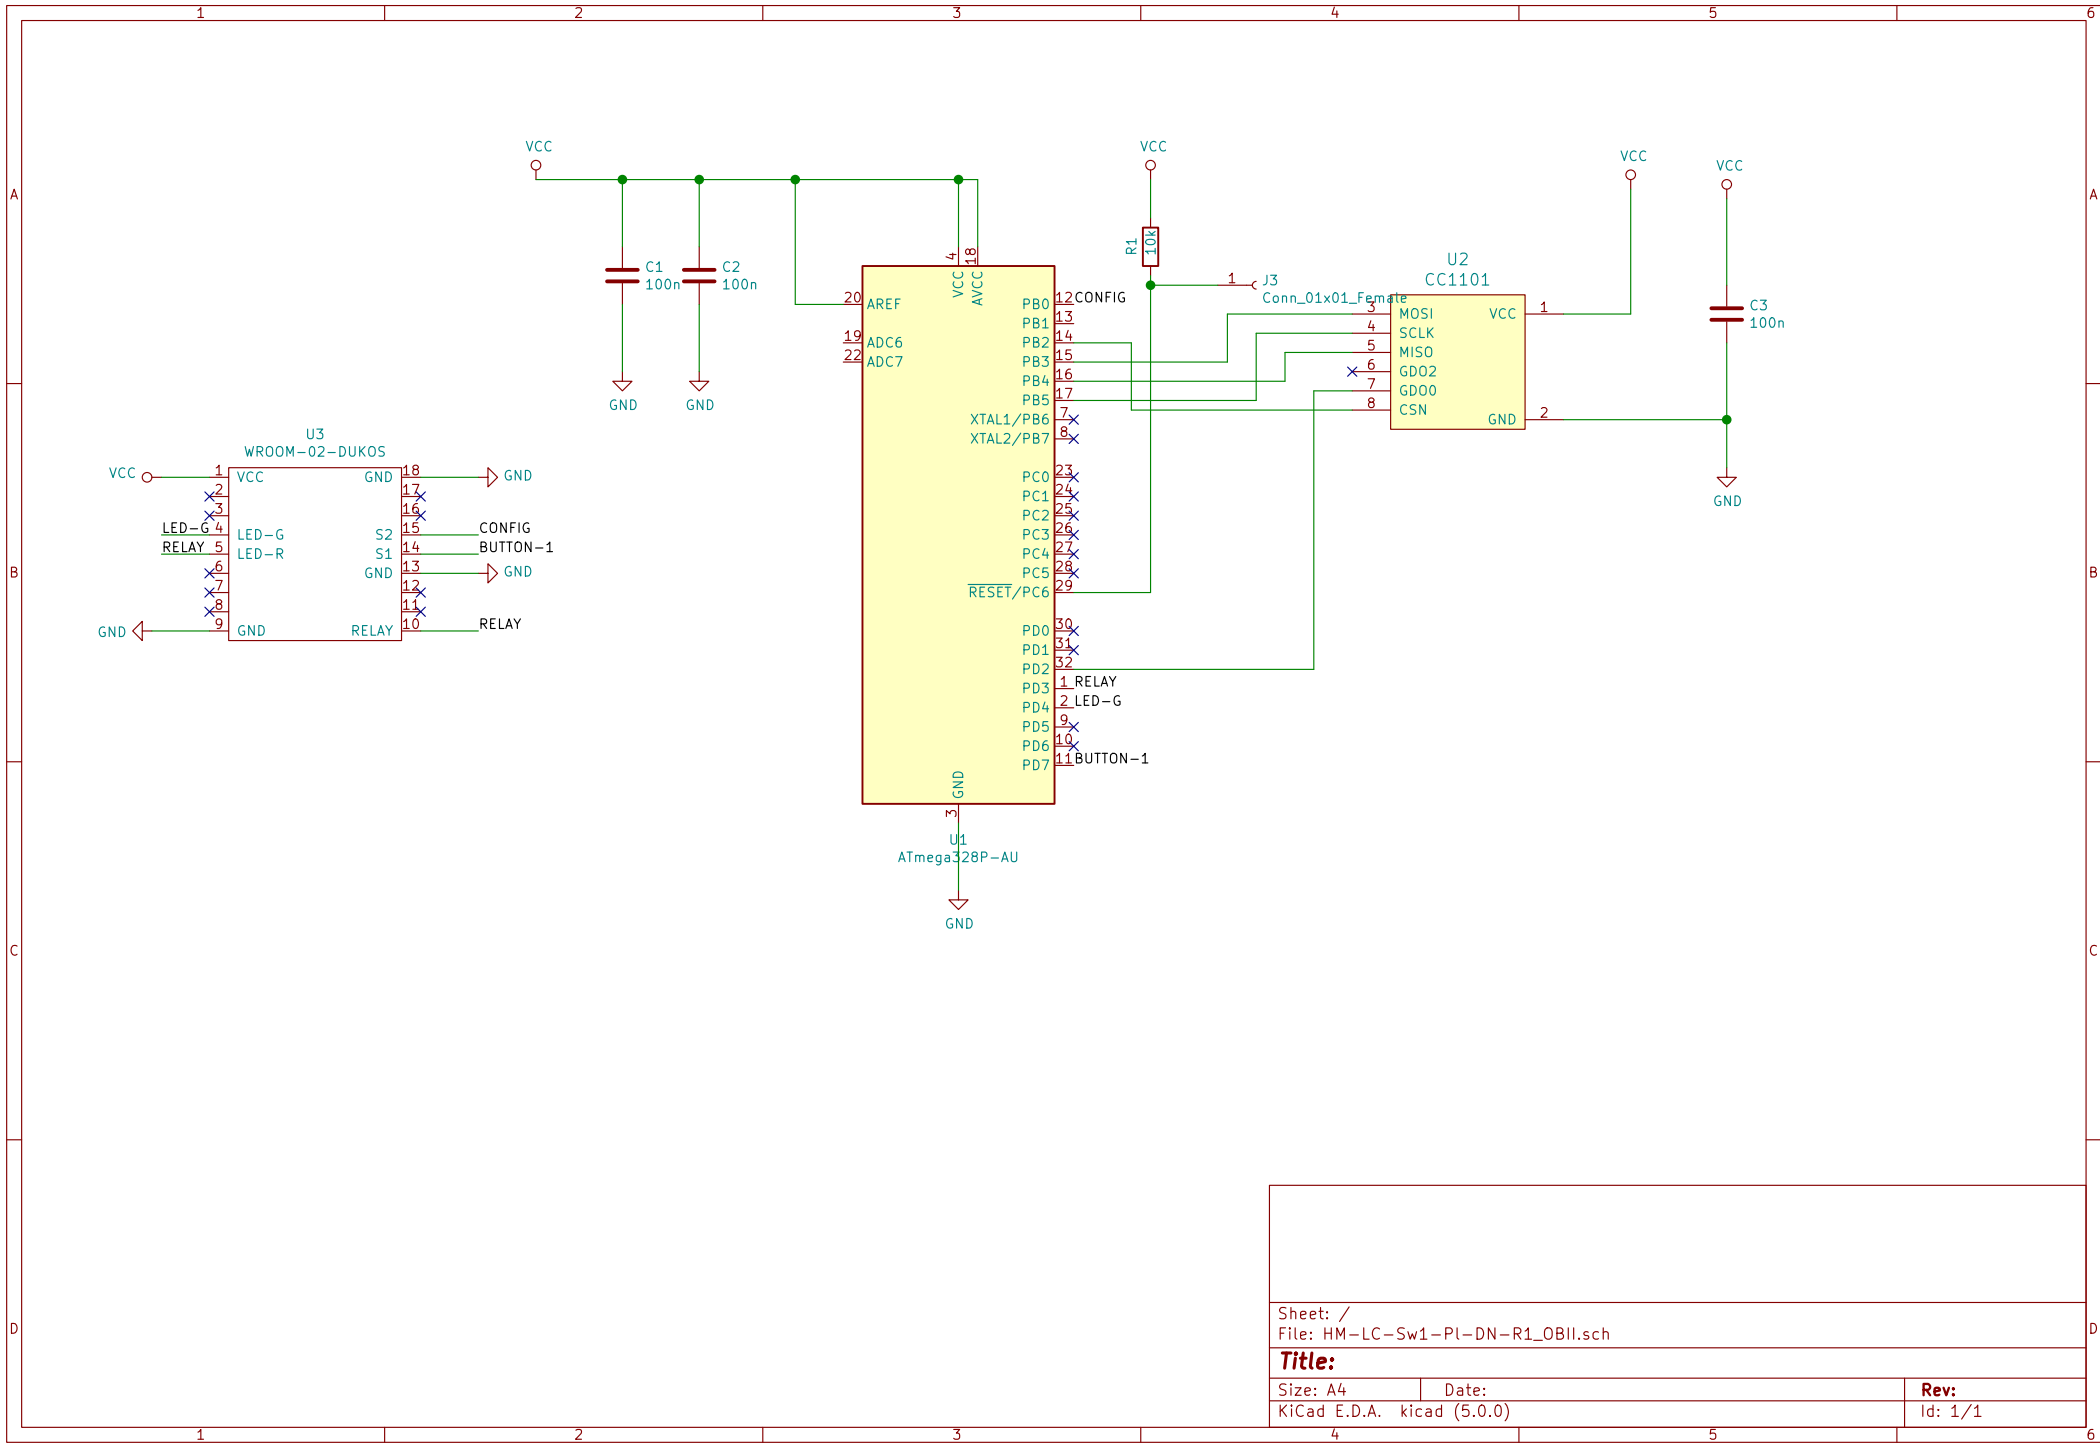 1 2 3 4 5 6
A
B
C
D
A
B
C
D
VCC
C1
100n
C2
100n
GND
GND
U3
WROOM-02-DUKOS
VCC
1 VCC
2
3
LED-G 4 LED-G
RELAY 5 LED-R
6
7
8
GND 9 GND
GND 18 GND
17
16
S2 15 CONFIG
S1 14 BUTTON-1
GND 13 GND
12
11
RELAY 10 RELAY
4 VCC
18 AVCC
20 AREF
19 ADC6
22 ADC7
PB0 12 CONFIG
PB1 13
PB2 14
PB3 15
PB4 16
PB5 17
XTAL1/PB6 7
XTAL2/PB7 8
PC0 23
PC1 24
PC2 25
PC3 26
PC4 27
PC5 28
RESET/PC6 29
PD0 30
PD1 31
PD2 32
PD3 1 RELAY
PD4 2 LED-G
PD5 9
PD6 10
PD7 11 BUTTON-1
GND
3
U1
ATmega328P-AU
GND
VCC
R1
10k
1 J3
Conn_01x01_Female
U2
CC1101
3 MOSI
4 SCLK
5 MISO
6 GDO2
7 GDO0
8 CSN
VCC 1
GND 2
VCC
VCC
C3
100n
GND
Sheet: /
File: HM-LC-Sw1-Pl-DN-R1_OBII.sch
Title:
Size: A4 Date: Rev:
KiCad E.D.A. kicad (5.0.0) Id: 1/1
1 2 3 4 5 6